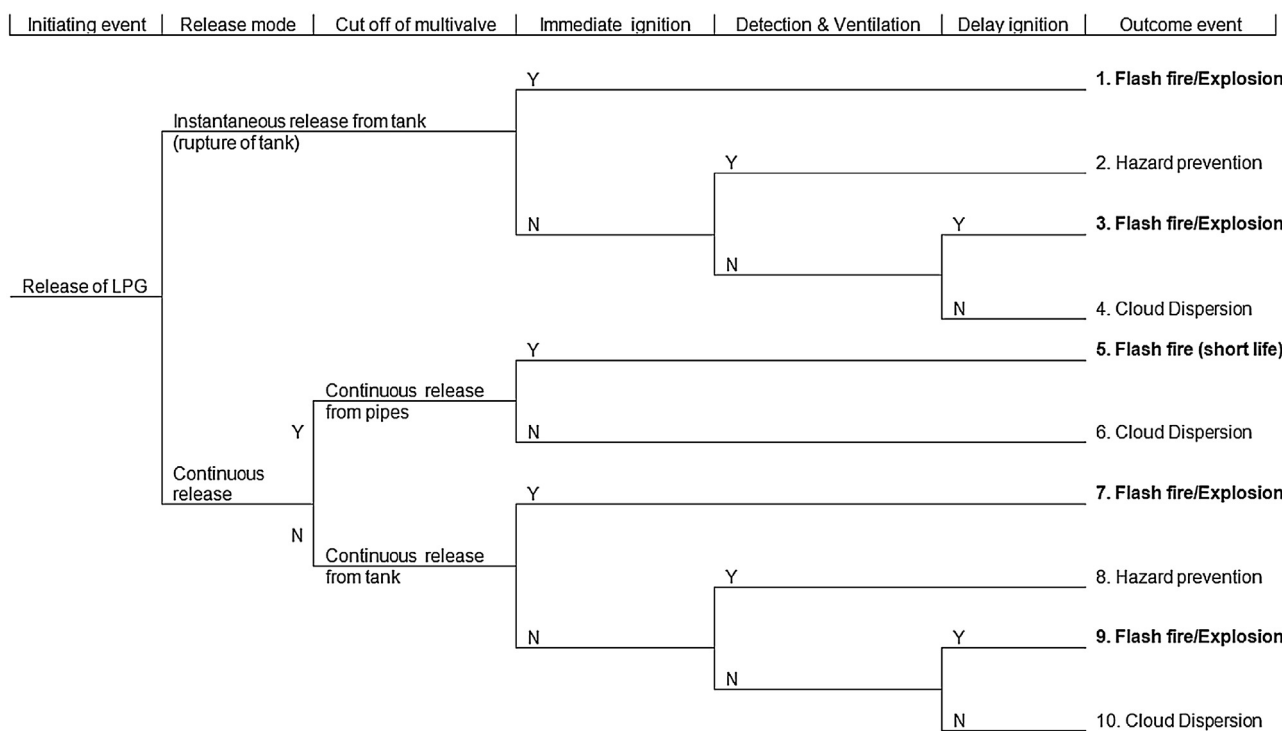 Initiating event Release mode Cut off of multivalve Immediate ignition Detection & Ventilation Delay ignition Outcome event
Y 1. Flash fire/Explosion
Instantaneous release from tank
(rupture of tank)
Y 2. Hazard prevention
N Y 3. Flash fire/Explosion
N
Release of LPG
N 4. Cloud Dispersion
Y 5. Flash fire (short life)
Continuous release
from pipes
Y N 6. Cloud Dispersion
Continuous
release
Y 7. Flash fire/Explosion
N
Continuous release
from tank
Y 8. Hazard prevention
N Y 9. Flash fire/Explosion
N
N 10. Cloud Dispersion